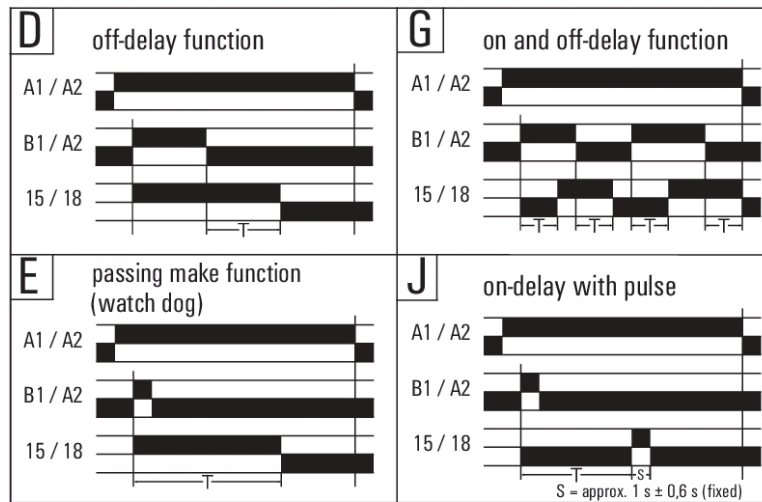 D
off-delay function
A1 / A2
B1 / A2
15 / 18
T
G
on and off-delay function
A1 / A2
B1 / A2
15 / 18
T T T T
E
passing make function
(watch dog)
A1 / A2
B1 / A2
15 / 18
T
J
on-delay with pulse
A1 / A2
B1 / A2
15 / 18
T S
S = approx. 1 s ± 0,6 s (fixed)